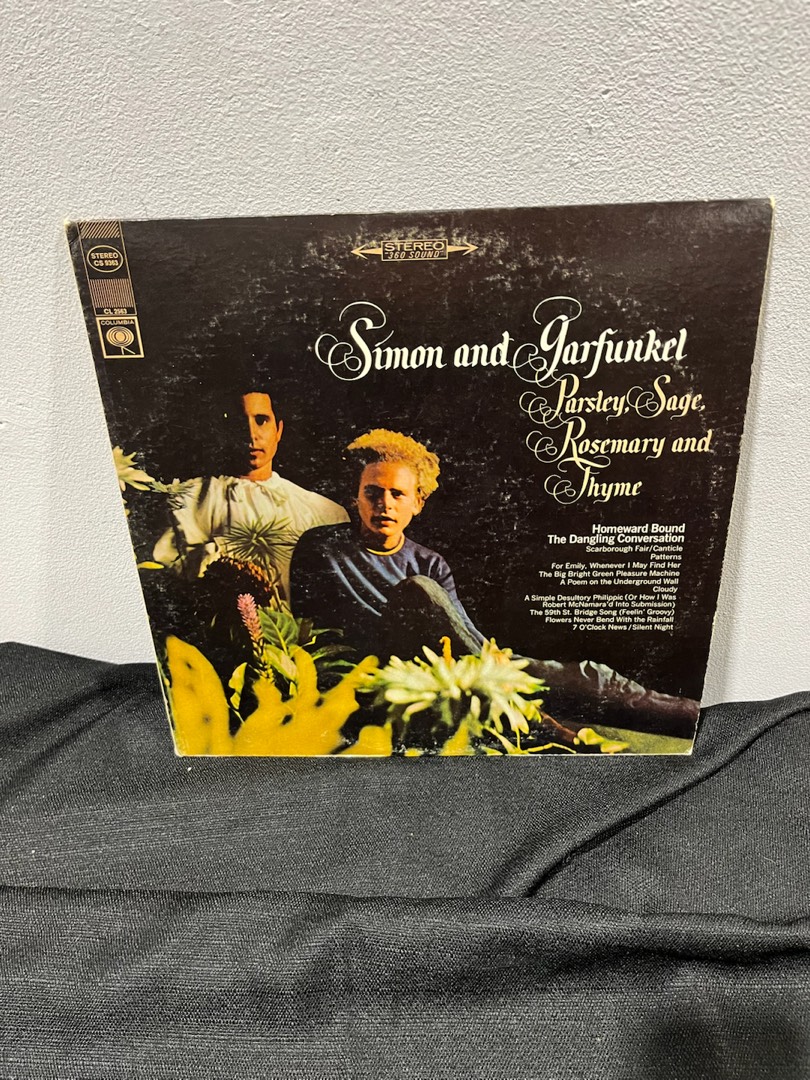 STEREO
CS 9363
CL 2563
COLUMBIA
STEREO
"360 SOUND"
Simon and Garfunkel
Parsley, Sage,
Rosemary and
Thyme
Homeward Bound
The Dangling Conversation
Scarborough Fair/Canticle
Patterns
For Emily, Whenever I May Find Her
The Big Bright Green Pleasure Machine
A Poem on the Underground Wall
Cloudy
A Simple Desultory Philippic (Or How I Was
Robert McNamara'd Into Submission)
The 59th St. Bridge Song (Feelin' Groovy)
Flowers Never Bend With the Rainfall
7 O'Clock News/Silent Night